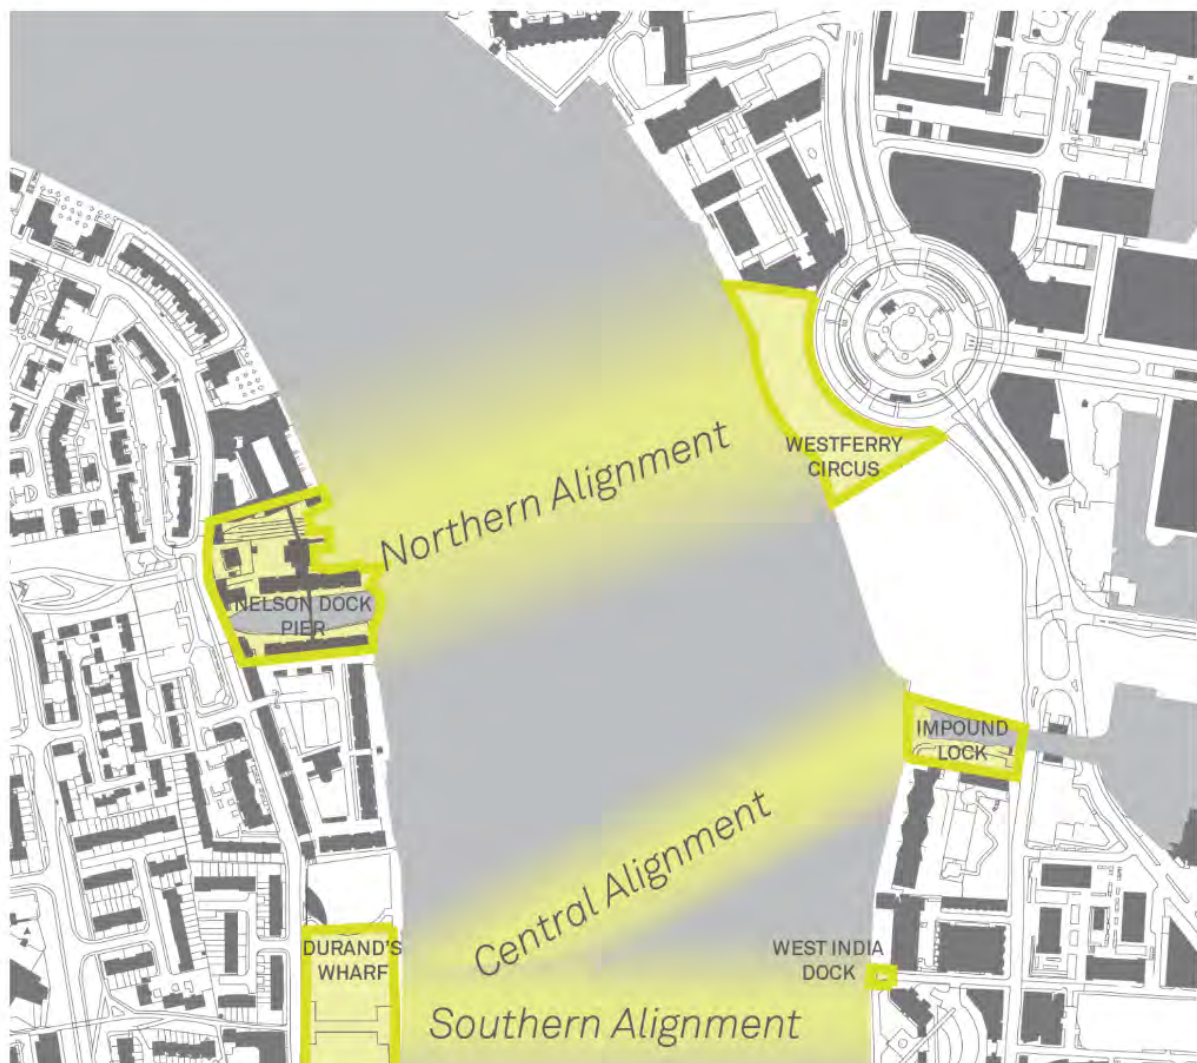 WESTFERRY
CIRCUS
Northern Alignment
NELSON DOCK
PIER
IMPOUND
LOCK
Central Alignment
DURAND'S
WHARF
WEST INDIA
DOCK
Southern Alignment